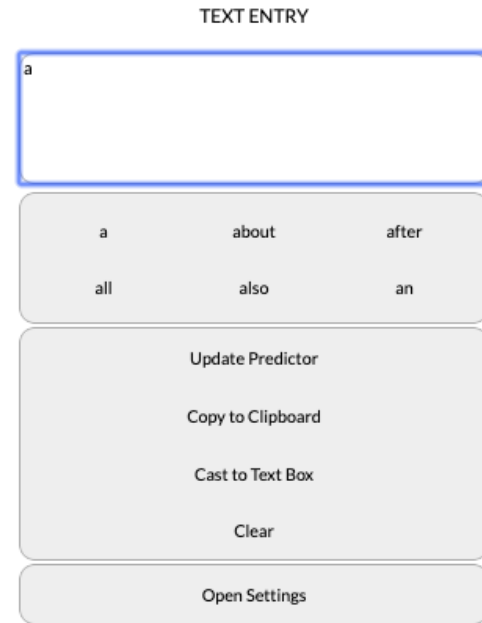 TEXT ENTRY
a
a about after
all also an
Update Predictor
Copy to Clipboard
Cast to Text Box
Clear
Open Settings